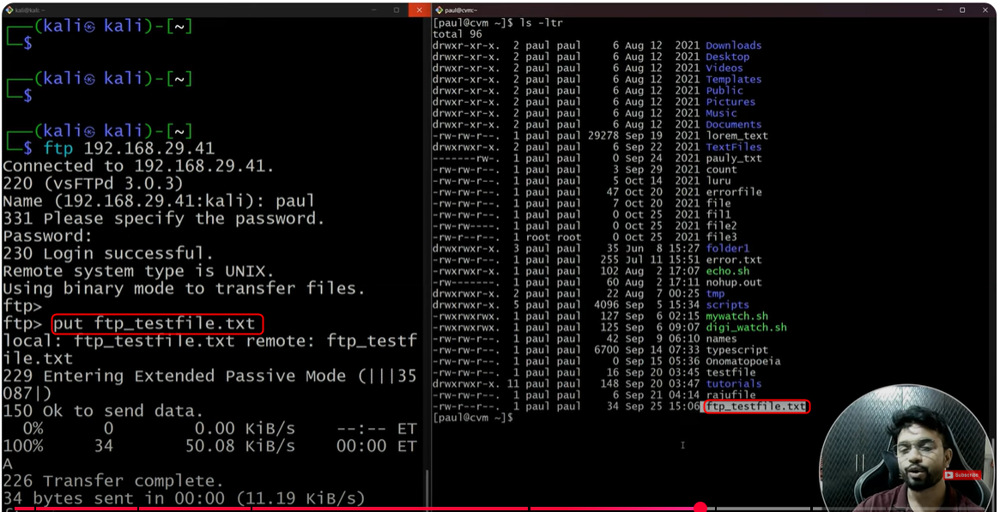 kali@kali: ~
(kali㉿kali)-[~]
$
(kali㉿kali)-[~]
$
(kali㉿kali)-[~]
$ ftp 192.168.29.41
Connected to 192.168.29.41.
220 (vsFTPd 3.0.3)
Name (192.168.29.41:kali): paul
331 Please specify the password.
Password:
230 Login successful.
Remote system type is UNIX.
Using binary mode to transfer files.
ftp>
ftp> put ftp_testfile.txt
local: ftp_testfile.txt remote: ftp_testf
ile.txt
229 Entering Extended Passive Mode (|||35
087|)
150 Ok to send data.
0% 0 0.00 KiB/s --:-- ET
100% 34 50.08 KiB/s 00:00 ET
A
226 Transfer complete.
34 bytes sent in 00:00 (11.19 KiB/s)
paul@cvm:~
[paul@cvm ~]$ ls -ltr
total 96
drwxr-xr-x. 2 paul paul 6 Aug 12 2021 Downloads
drwxr-xr-x. 2 paul paul 6 Aug 12 2021 Desktop
drwxr-xr-x. 2 paul paul 6 Aug 12 2021 Videos
drwxr-xr-x. 2 paul paul 6 Aug 12 2021 Templates
drwxr-xr-x. 2 paul paul 6 Aug 12 2021 Public
drwxr-xr-x. 2 paul paul 6 Aug 12 2021 Pictures
drwxr-xr-x. 2 paul paul 6 Aug 12 2021 Music
drwxr-xr-x. 2 paul paul 6 Aug 12 2021 Documents
-rw-rw-r--. 1 paul paul 29278 Sep 19 2021 lorem_text
drwxrwxr-x. 2 paul paul 6 Sep 22 2021 TextFiles
-------rw-. 1 paul paul 0 Sep 24 2021 pauly_txt
-rw-rw-r--. 1 paul paul 3 Sep 29 2021 count
-rw-rw-r--. 1 paul paul 5 Oct 14 2021 luru
-rw-rw-r--. 1 paul paul 47 Oct 20 2021 errorfile
-rw-rw-r--. 1 paul paul 7 Oct 20 2021 file
-rw-rw-r--. 1 paul paul 0 Oct 25 2021 fil1
-rw-rw----. 1 paul paul 0 Oct 25 2021 file2
-rw-r--r--. 1 root root 0 Oct 25 2021 file3
drwxrwxr-x. 3 paul paul 35 Jun 8 15:27 folder1
-rw-rw-r--. 1 paul paul 255 Jul 11 15:51 error.txt
-rwxrwxr-x. 1 paul paul 102 Aug 2 17:07 echo.sh
-rw-------. 1 paul paul 60 Aug 2 17:11 nohup.out
drwxrwxr-x. 2 paul paul 22 Aug 7 00:25 tmp
drwxrwxr-x. 5 paul paul 4096 Sep 5 15:34 scripts
-rwxrwxrwx. 1 paul paul 127 Sep 6 02:15 mywatch.sh
-rwxrwxrwx. 1 paul paul 125 Sep 6 09:07 digi_watch.sh
-rw-rw-r--. 1 paul paul 42 Sep 9 06:10 names
-rw-rw-r--. 1 paul paul 6700 Sep 14 07:33 typescript
-rw-rw-r--. 1 paul paul 0 Sep 15 05:36 Onomatopoeia
-rw-rw-r--. 1 paul paul 16 Sep 20 03:45 testfile
drwxrwxr-x. 11 paul paul 148 Sep 20 03:47 tutorials
-rw-rw-r--. 1 paul paul 6 Sep 21 04:14 rajufile
-rw-r--r--. 1 paul paul 34 Sep 25 15:06 ftp_testfile.txt
[paul@cvm ~]$
Subscribe